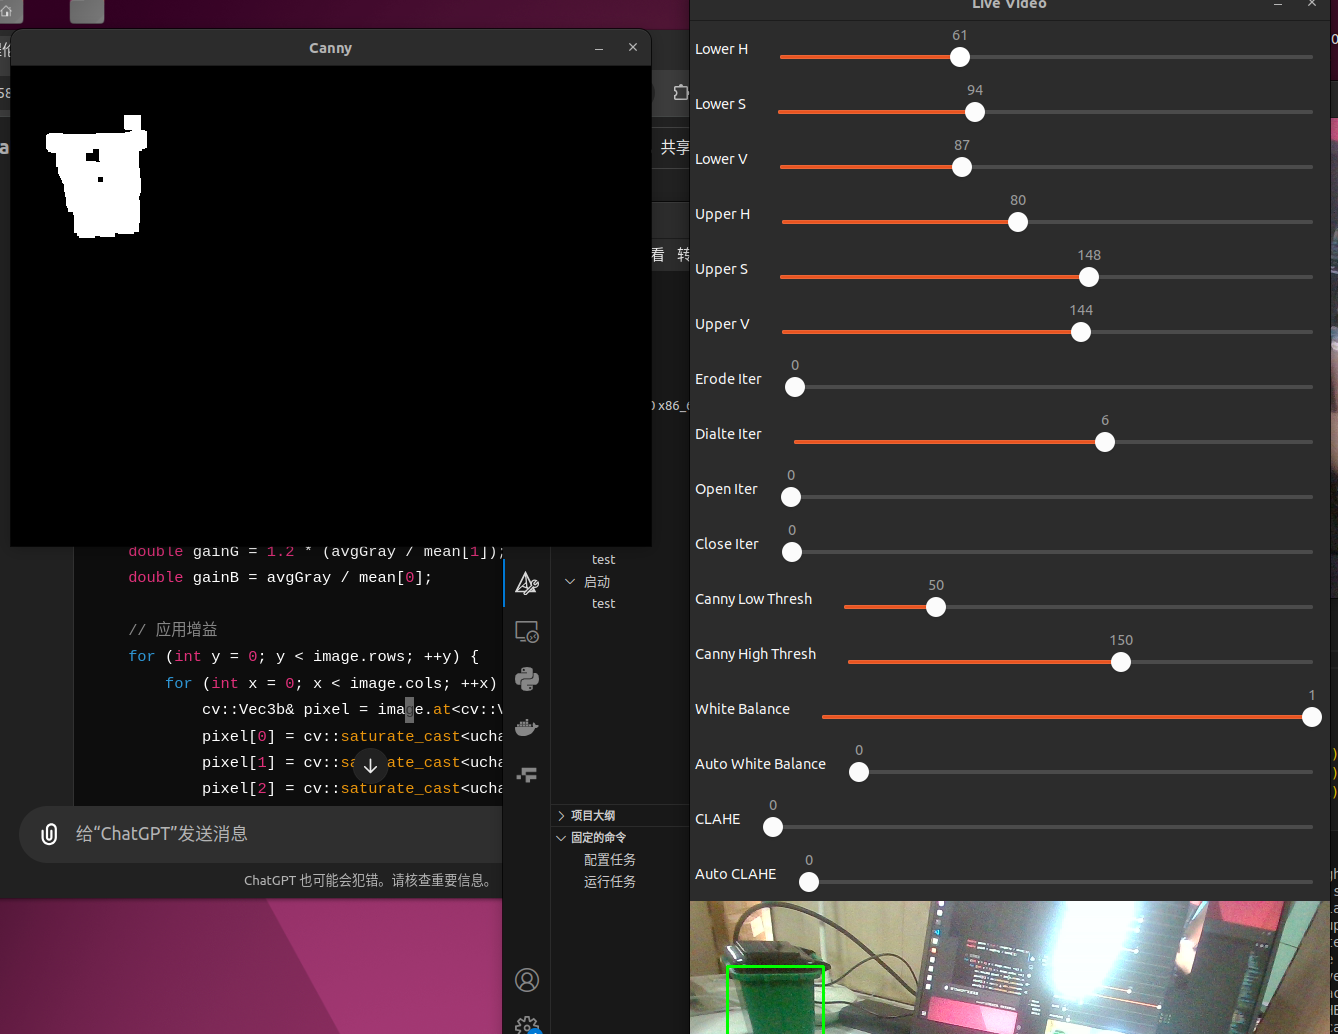 Canny
Live Video
Lower H
61
Lower S
94
Lower V
87
Upper H
80
Upper S
148
Upper V
144
Erode Iter
0
Dialte Iter
6
Open Iter
0
Close Iter
0
Canny Low Thresh
50
Canny High Thresh
150
White Balance
1
Auto White Balance
0
CLAHE
0
Auto CLAHE
0
共享
看 转
x86_
double gainG = 1.2 * (avgGray / mean[1]);
double gainB = avgGray / mean[0];
// 应用增益
for (int y = 0; y < image.rows; ++y) {
for (int x = 0; x < image.cols; ++x)
cv::Vec3b& pixel = image.at<cv::V
pixel[0] = cv::saturate_cast<ucha
pixel[1] = cv::saturate_cast<ucha
pixel[2] = cv::saturate_cast<ucha
给“ChatGPT”发送消息
ChatGPT 也可能会犯错。请核查重要信息。
test
启动
test
项目大纲
固定的命令
配置任务
运行任务